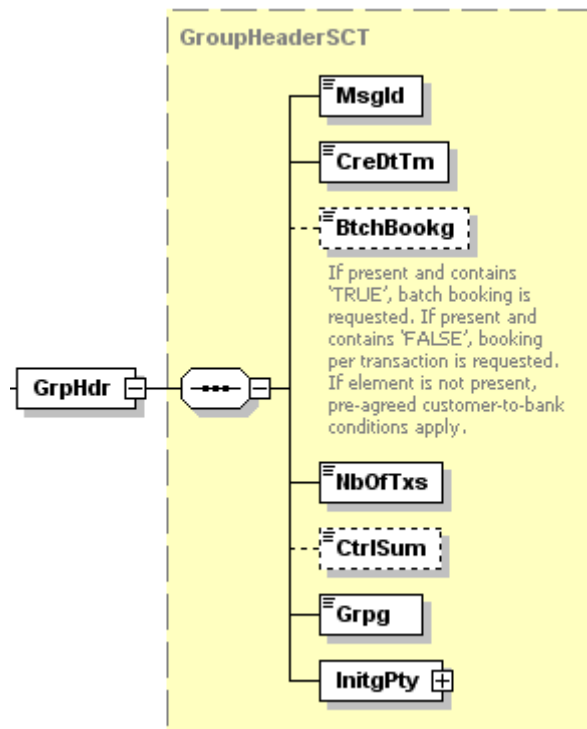 GroupHeaderSCT
MsgId
CreDtTm
BtchBookg
If present and contains
'TRUE', batch booking is
requested. If present and
contains 'FALSE', booking
per transaction is requested.
If element is not present,
pre-agreed customer-to-bank
conditions apply.
GrpHdr
NbOfTxs
CtrlSum
Grpg
InitgPty